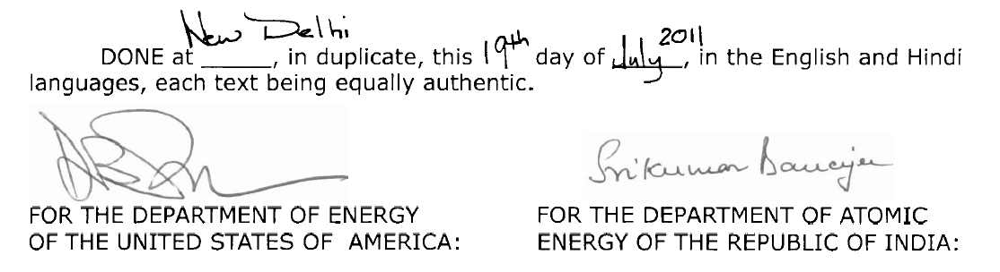 DONE at New Delhi, in duplicate, this 19th day of July 2011, in the English and Hindi
languages, each text being equally authentic.
Srikumar Banerjee
FOR THE DEPARTMENT OF ENERGY
OF THE UNITED STATES OF AMERICA:
FOR THE DEPARTMENT OF ATOMIC
ENERGY OF THE REPUBLIC OF INDIA: